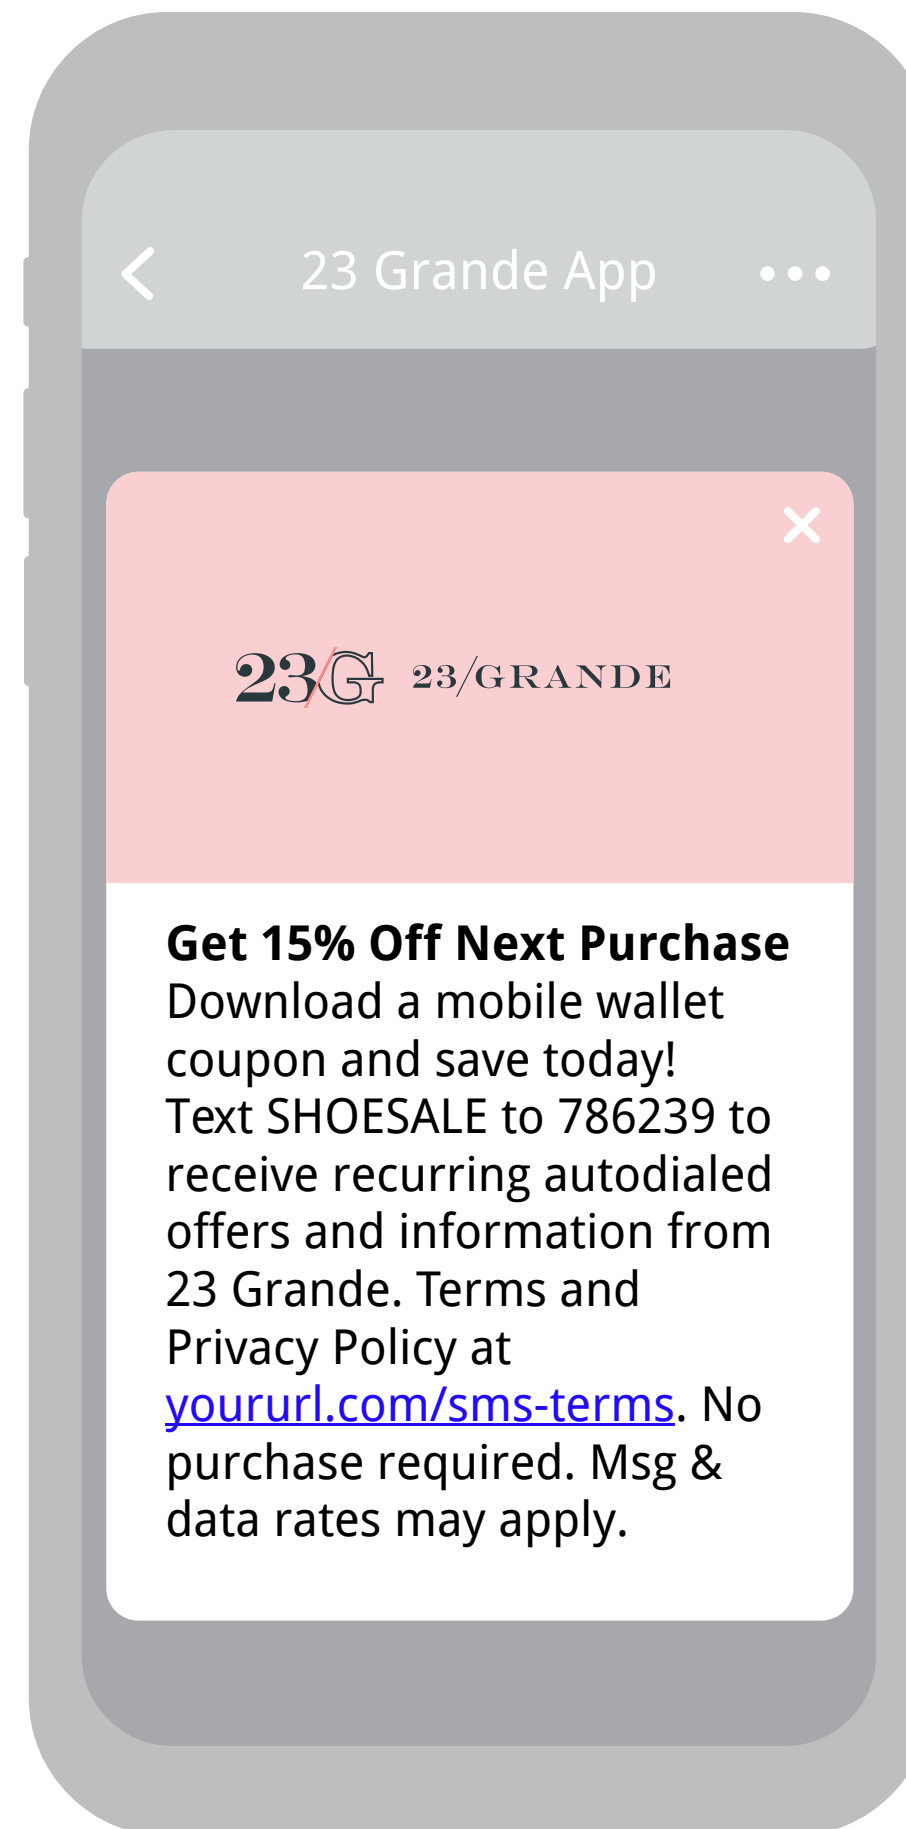 23 Grande App
23/G 23/GRANDE
Get 15% Off Next Purchase
Download a mobile wallet
coupon and save today!
Text SHOESALE to 786239 to
receive recurring autodialed
offers and information from
23 Grande. Terms and
Privacy Policy at
yoururl.com/sms-terms. No
purchase required. Msg &
data rates may apply.